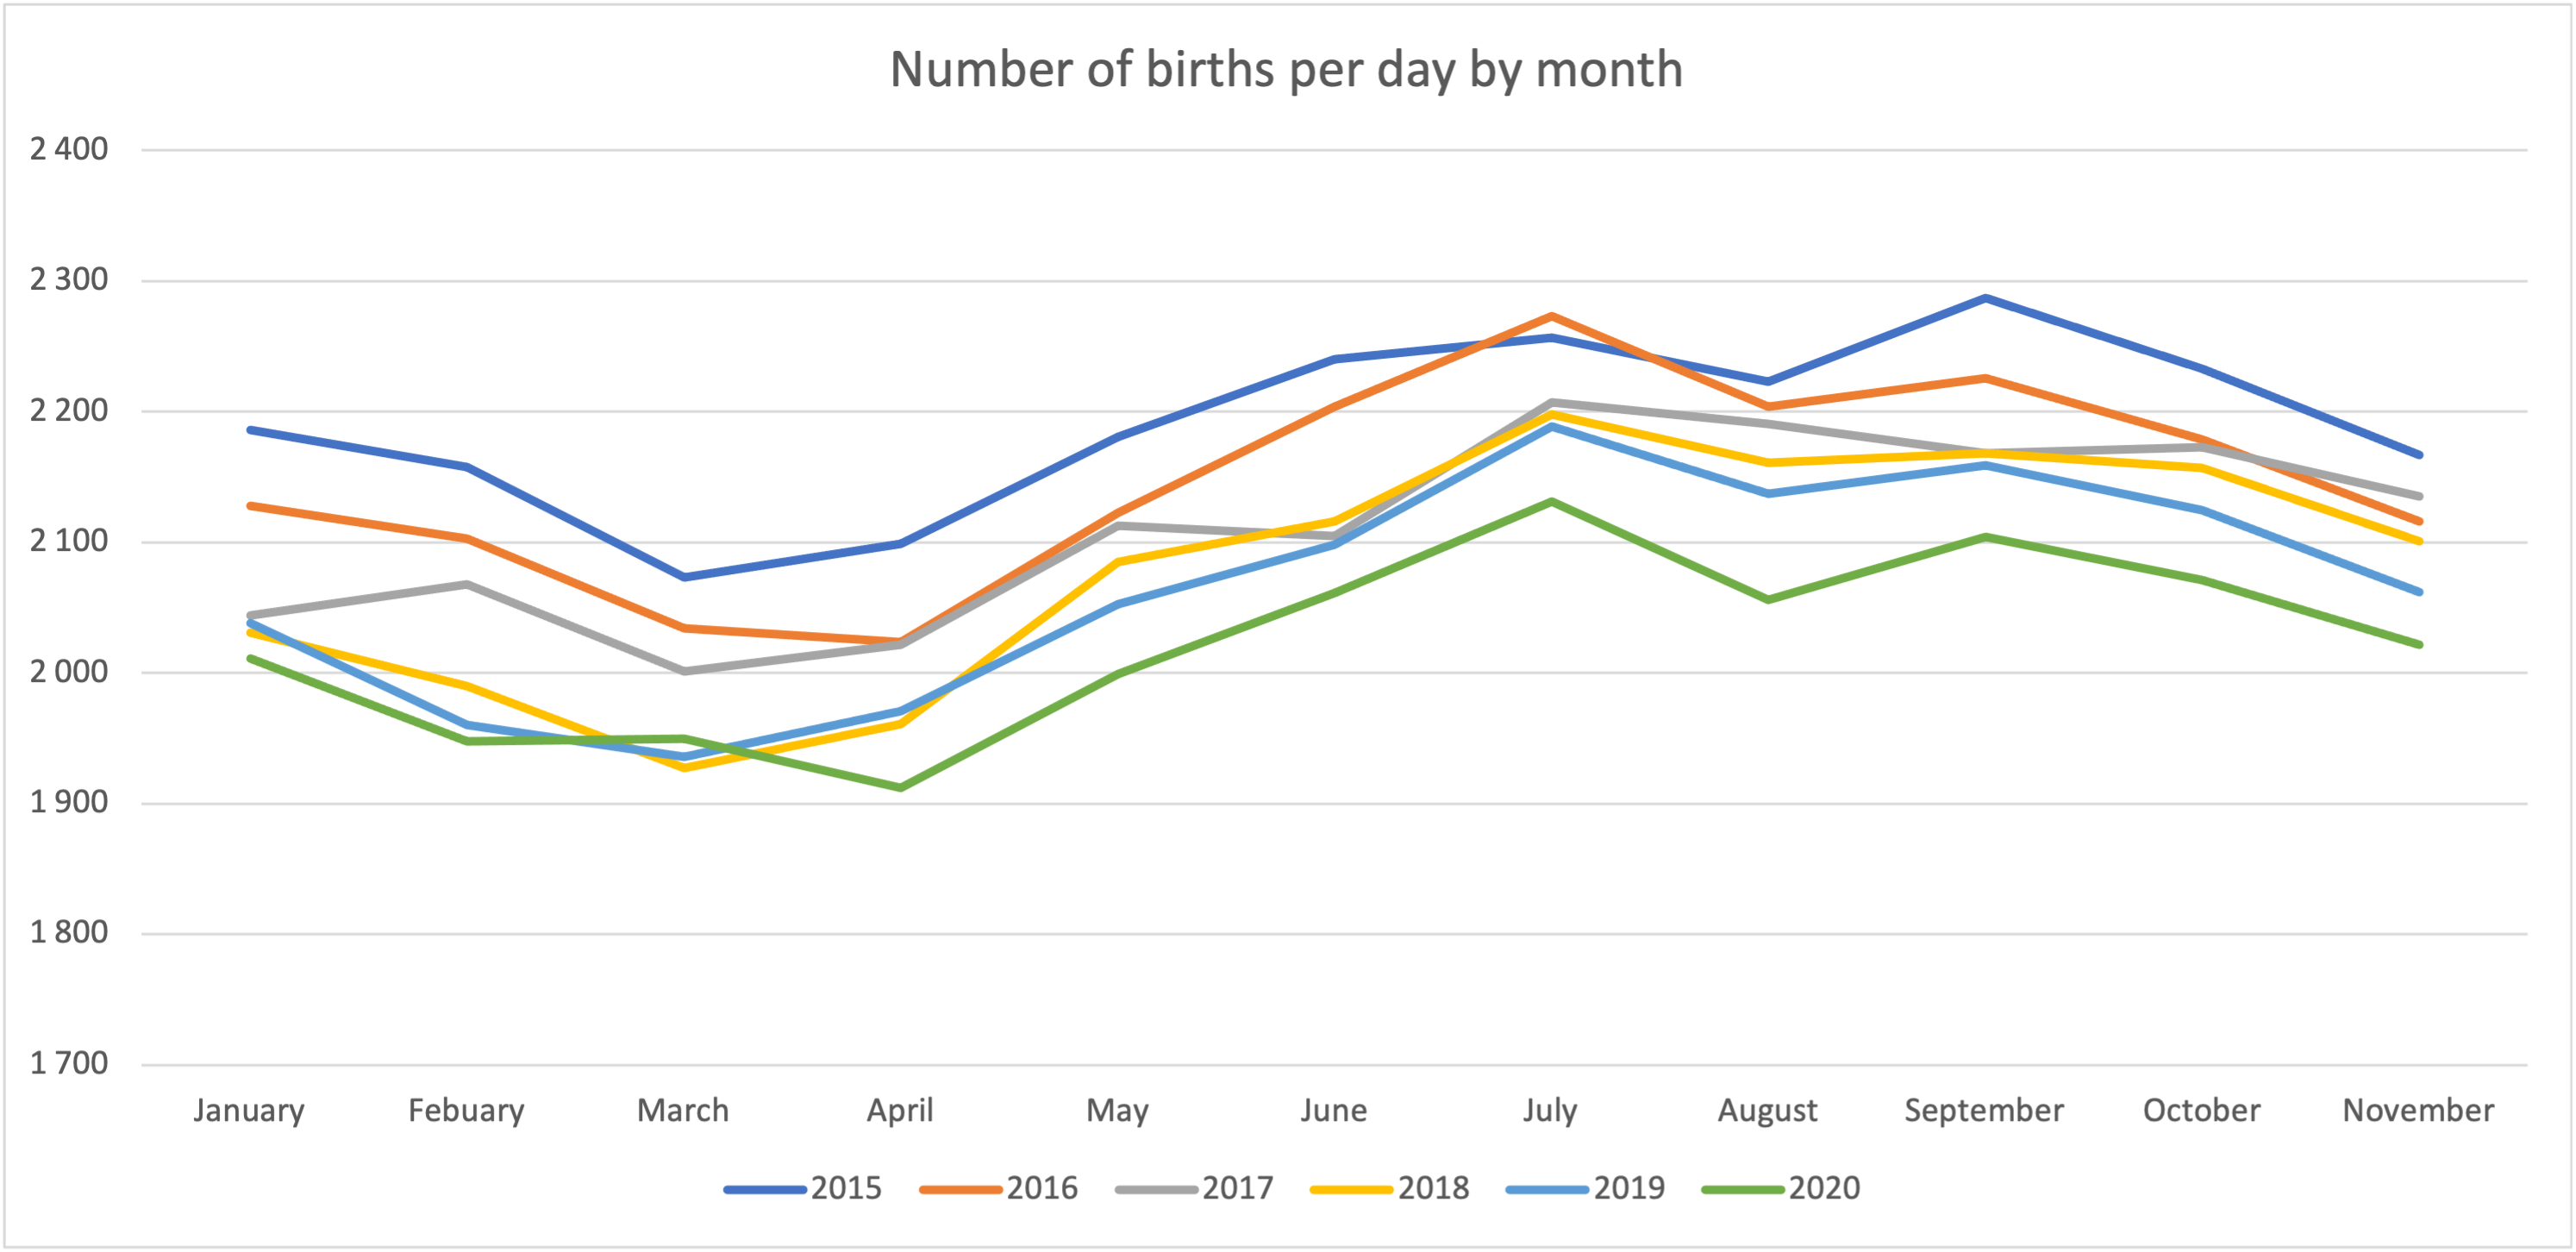 Number of births per day by month
2 400
2 300
2 200
2 100
2 000
1 900
1 800
1 700
January Febuary March April May June July August September October November
2015 2016 2017 2018 2019 2020